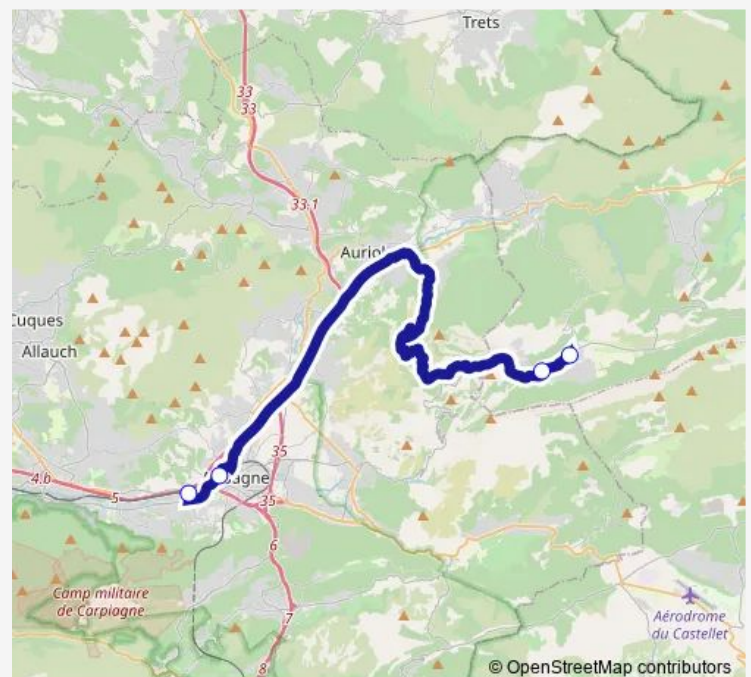 Trets
33
33
33.1
Auriol
Cuques
Allauch
4.b
5
35
35
6
Camp militaire
de Carpiagne
7
8
Aérodrome
du Castellet
© OpenStreetMap contributors